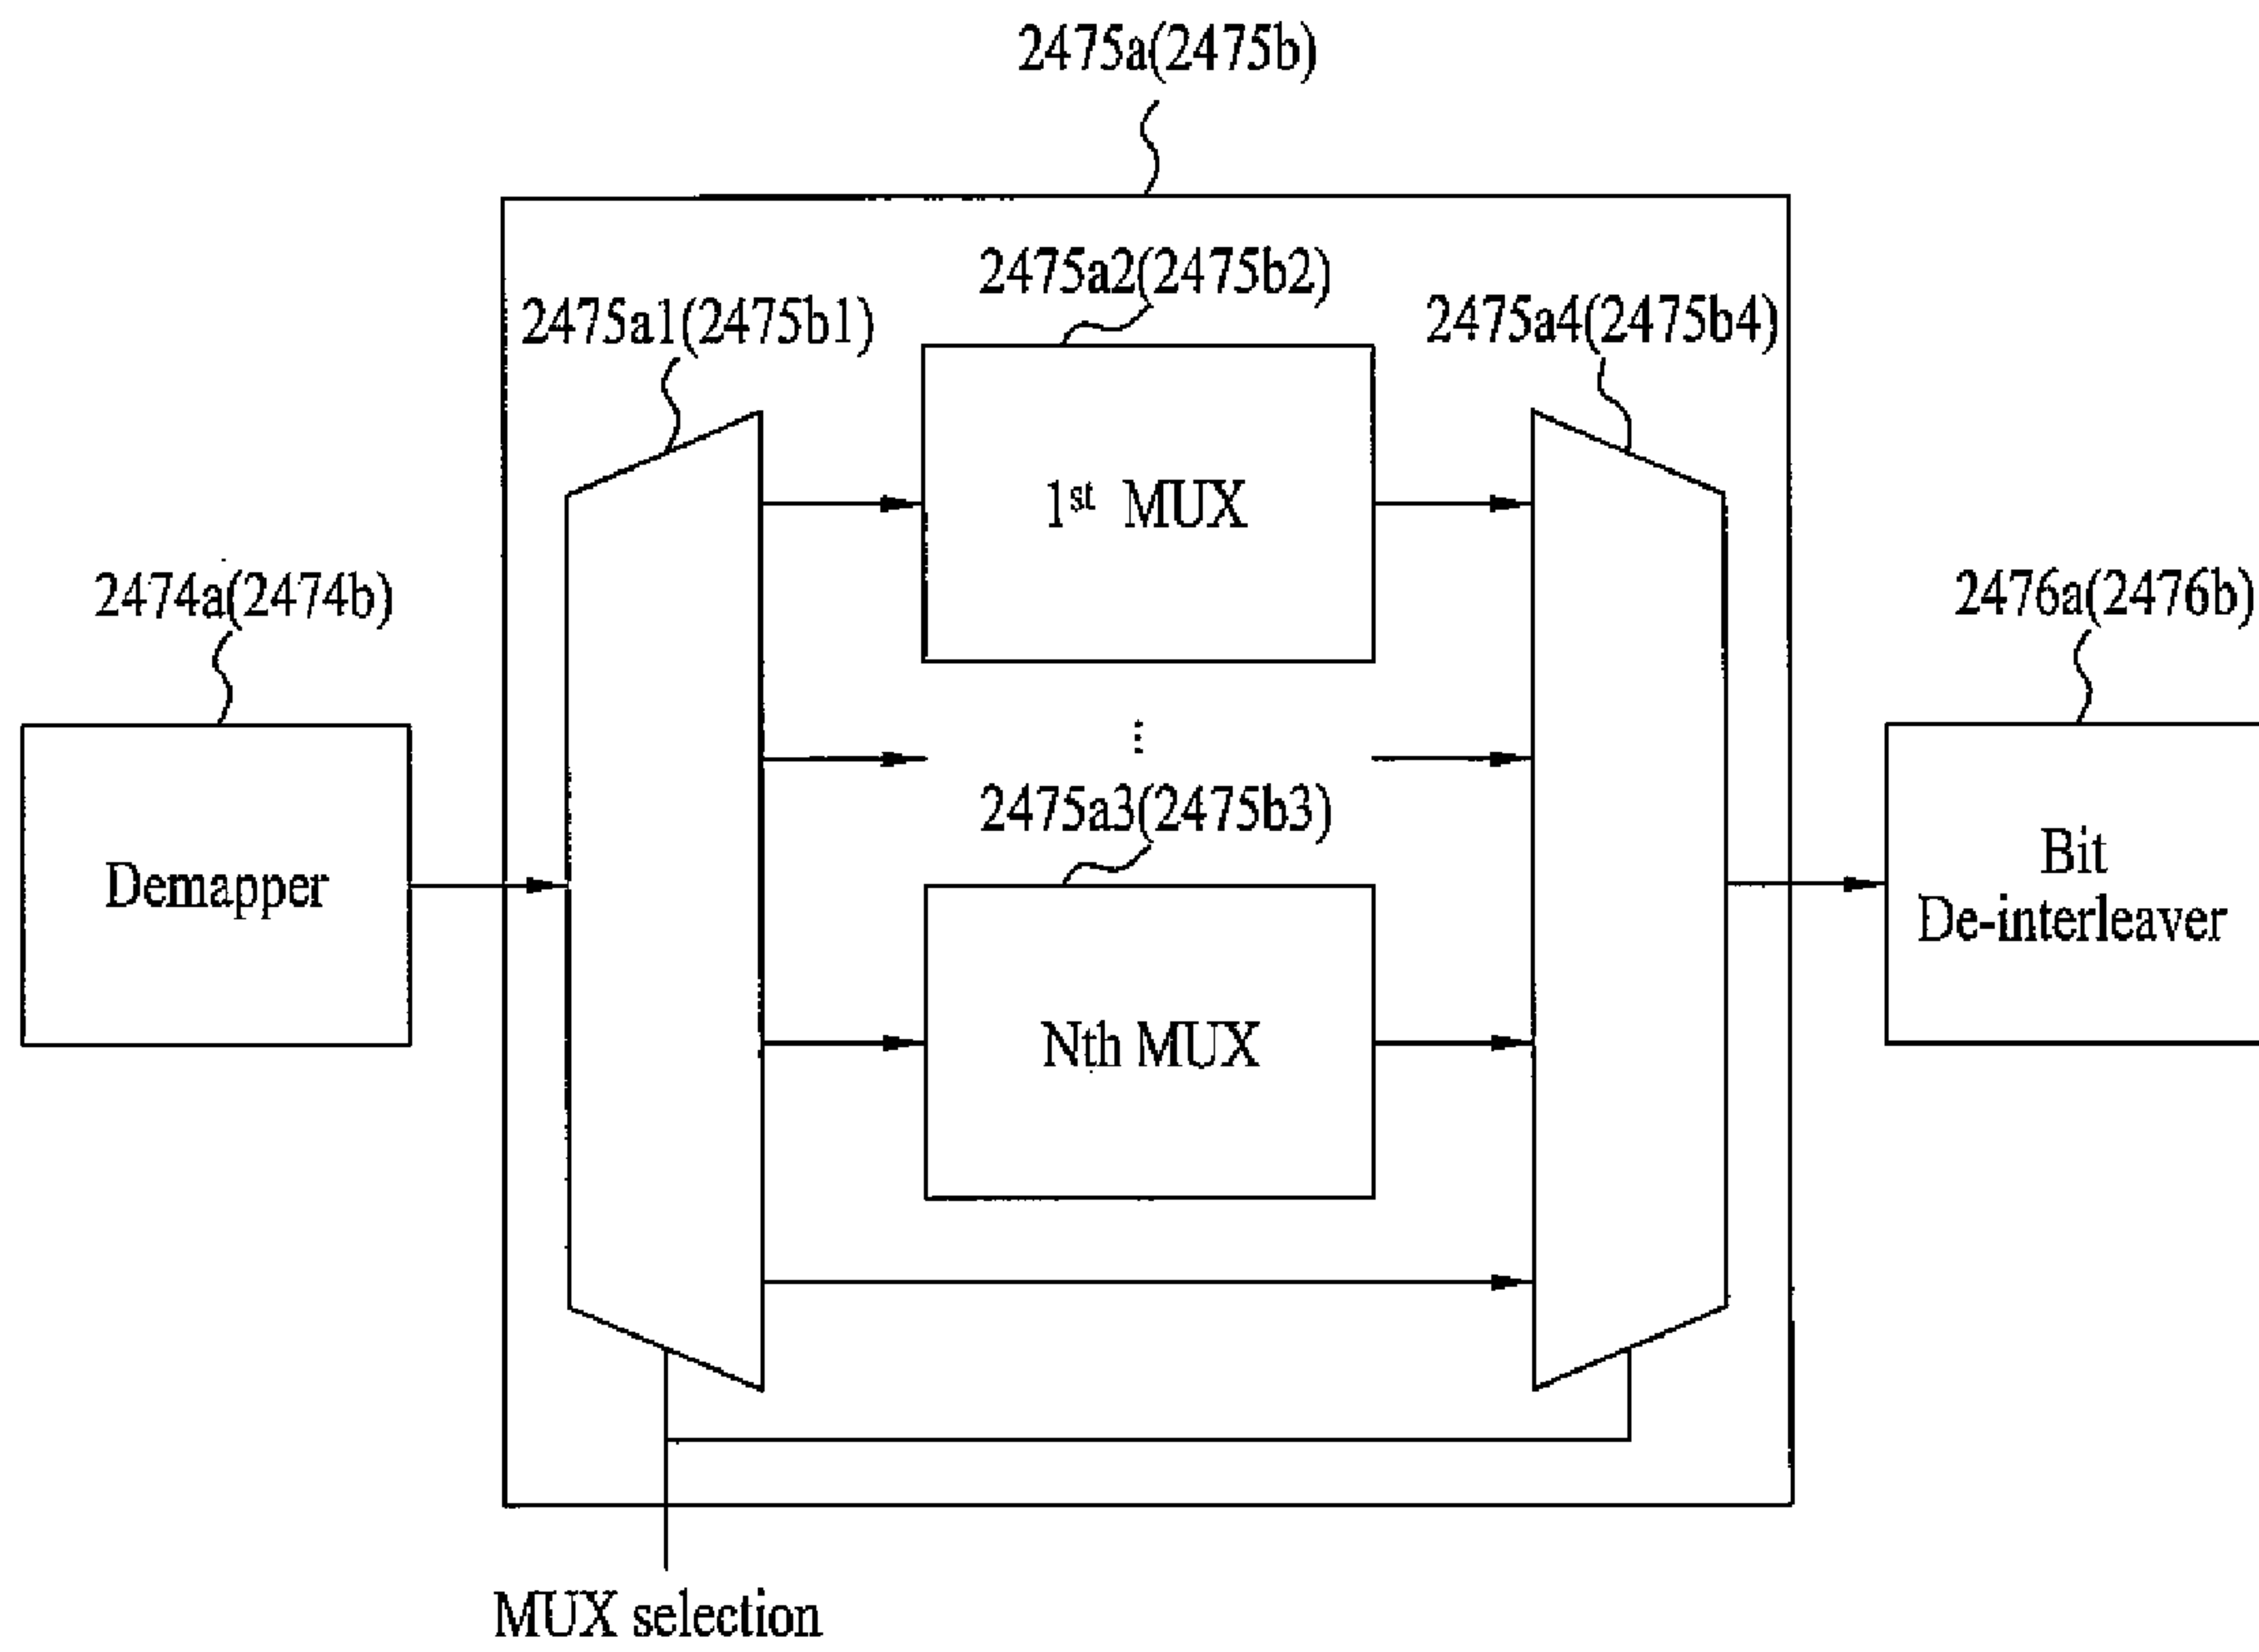 2475a(2475b)
2475a2(2475b2)
2475a1(2475b1)
2475a4(2475b4)
1st MUX
2474a(2474b)
2476a(2476b)
⋮
2475a3(2475b3)
Demapper
Bit
De-interleaver
Nth MUX
MUX selection